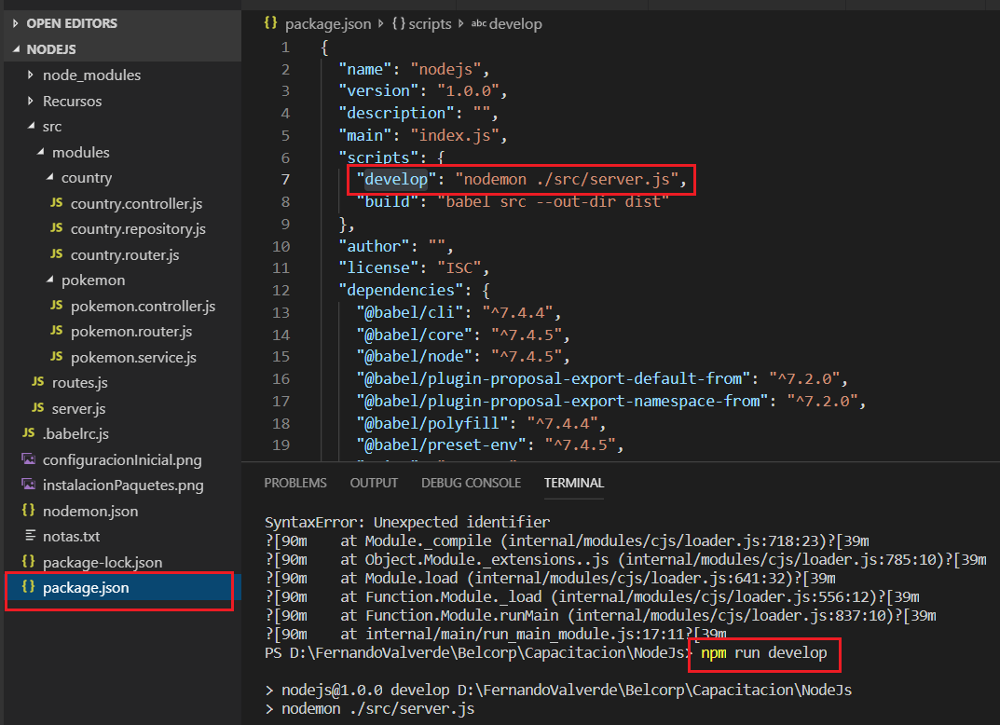 OPEN EDITORS
NODEJS
node_modules
Recursos
src
modules
country
JS country.controller.js
JS country.repository.js
JS country.router.js
pokemon
JS pokemon.controller.js
JS pokemon.router.js
JS pokemon.service.js
JS routes.js
JS server.js
JS .babelrc.js
configuracionInicial.png
instalacionPaquetes.png
{} nodemon.json
notas.txt
{} package-lock.json
{} package.json
{} package.json {} scripts abc develop
1 {
2 "name": "nodejs",
3 "version": "1.0.0",
4 "description": "",
5 "main": "index.js",
6 "scripts": {
7 "develop": "nodemon ./src/server.js",
8 "build": "babel src --out-dir dist"
9 },
10 "author": "",
11 "license": "ISC",
12 "dependencies": {
13 "@babel/cli": "^7.4.4",
14 "@babel/core": "^7.4.5",
15 "@babel/node": "^7.4.5",
16 "@babel/plugin-proposal-export-default-from": "^7.2.0",
17 "@babel/plugin-proposal-export-namespace-from": "^7.2.0",
18 "@babel/polyfill": "^7.4.4",
19 "@babel/preset-env": "^7.4.5",
PROBLEMS OUTPUT DEBUG CONSOLE TERMINAL
SyntaxError: Unexpected identifier
?[90m    at Module._compile (internal/modules/cjs/loader.js:718:23)?[39m
?[90m    at Object.Module._extensions..js (internal/modules/cjs/loader.js:785:10)?[39m
?[90m    at Module.load (internal/modules/cjs/loader.js:641:32)?[39m
?[90m    at Function.Module._load (internal/modules/cjs/loader.js:556:12)?[39m
?[90m    at Function.Module.runMain (internal/modules/cjs/loader.js:837:10)?[39m
?[90m    at internal/main/run_main_module.js:17:11?[39m
PS D:\FernandoValverde\Belcorp\Capacitacion\NodeJs> npm run develop
> nodejs@1.0.0 develop D:\FernandoValverde\Belcorp\Capacitacion\NodeJs
> nodemon ./src/server.js